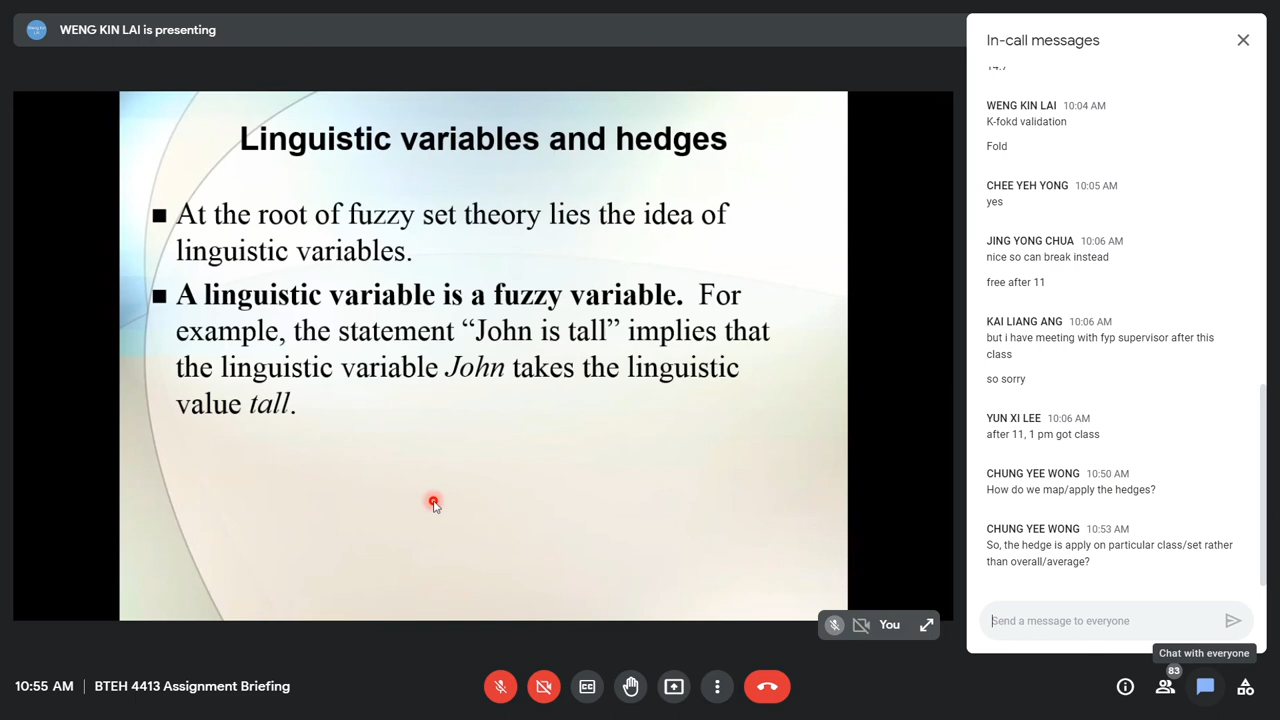 WENG KIN LAI is presenting
Linguistic variables and hedges
■ At the root of fuzzy set theory lies the idea of
linguistic variables.
■ A linguistic variable is a fuzzy variable. For
example, the statement “John is tall” implies that
the linguistic variable John takes the linguistic
value tall.
You
In-call messages
WENG KIN LAI 10:04 AM
K-fokd validation
Fold
CHEE YEH YONG 10:05 AM
yes
JING YONG CHUA 10:06 AM
nice so can break instead
free after 11
KAI LIANG ANG 10:06 AM
but i have meeting with fyp supervisor after this
class
so sorry
YUN XI LEE 10:06 AM
after 11, 1 pm got class
CHUNG YEE WONG 10:50 AM
How do we map/apply the hedges?
CHUNG YEE WONG 10:53 AM
So, the hedge is apply on particular class/set rather
than overall/average?
Send a message to everyone
Chat with everyone
10:55 AM | BTEH 4413 Assignment Briefing
83